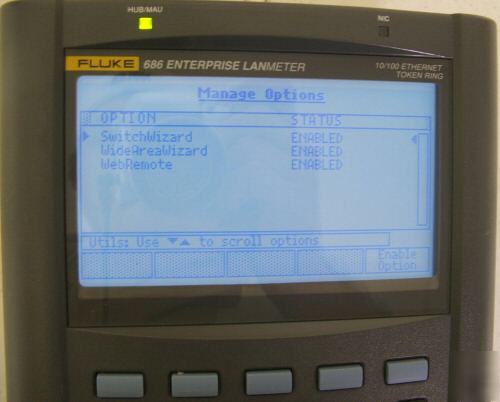 HUB/MAU
NIC
FLUKE 686 ENTERPRISE LANMETER
10/100 ETHERNET
TOKEN RING
Manage Options
OPTION STATUS
SwitchWizard ENABLED
WideAreaWizard ENABLED
WebRemote ENABLED
Utils: Use ▼▲ to scroll options
Enable
Option